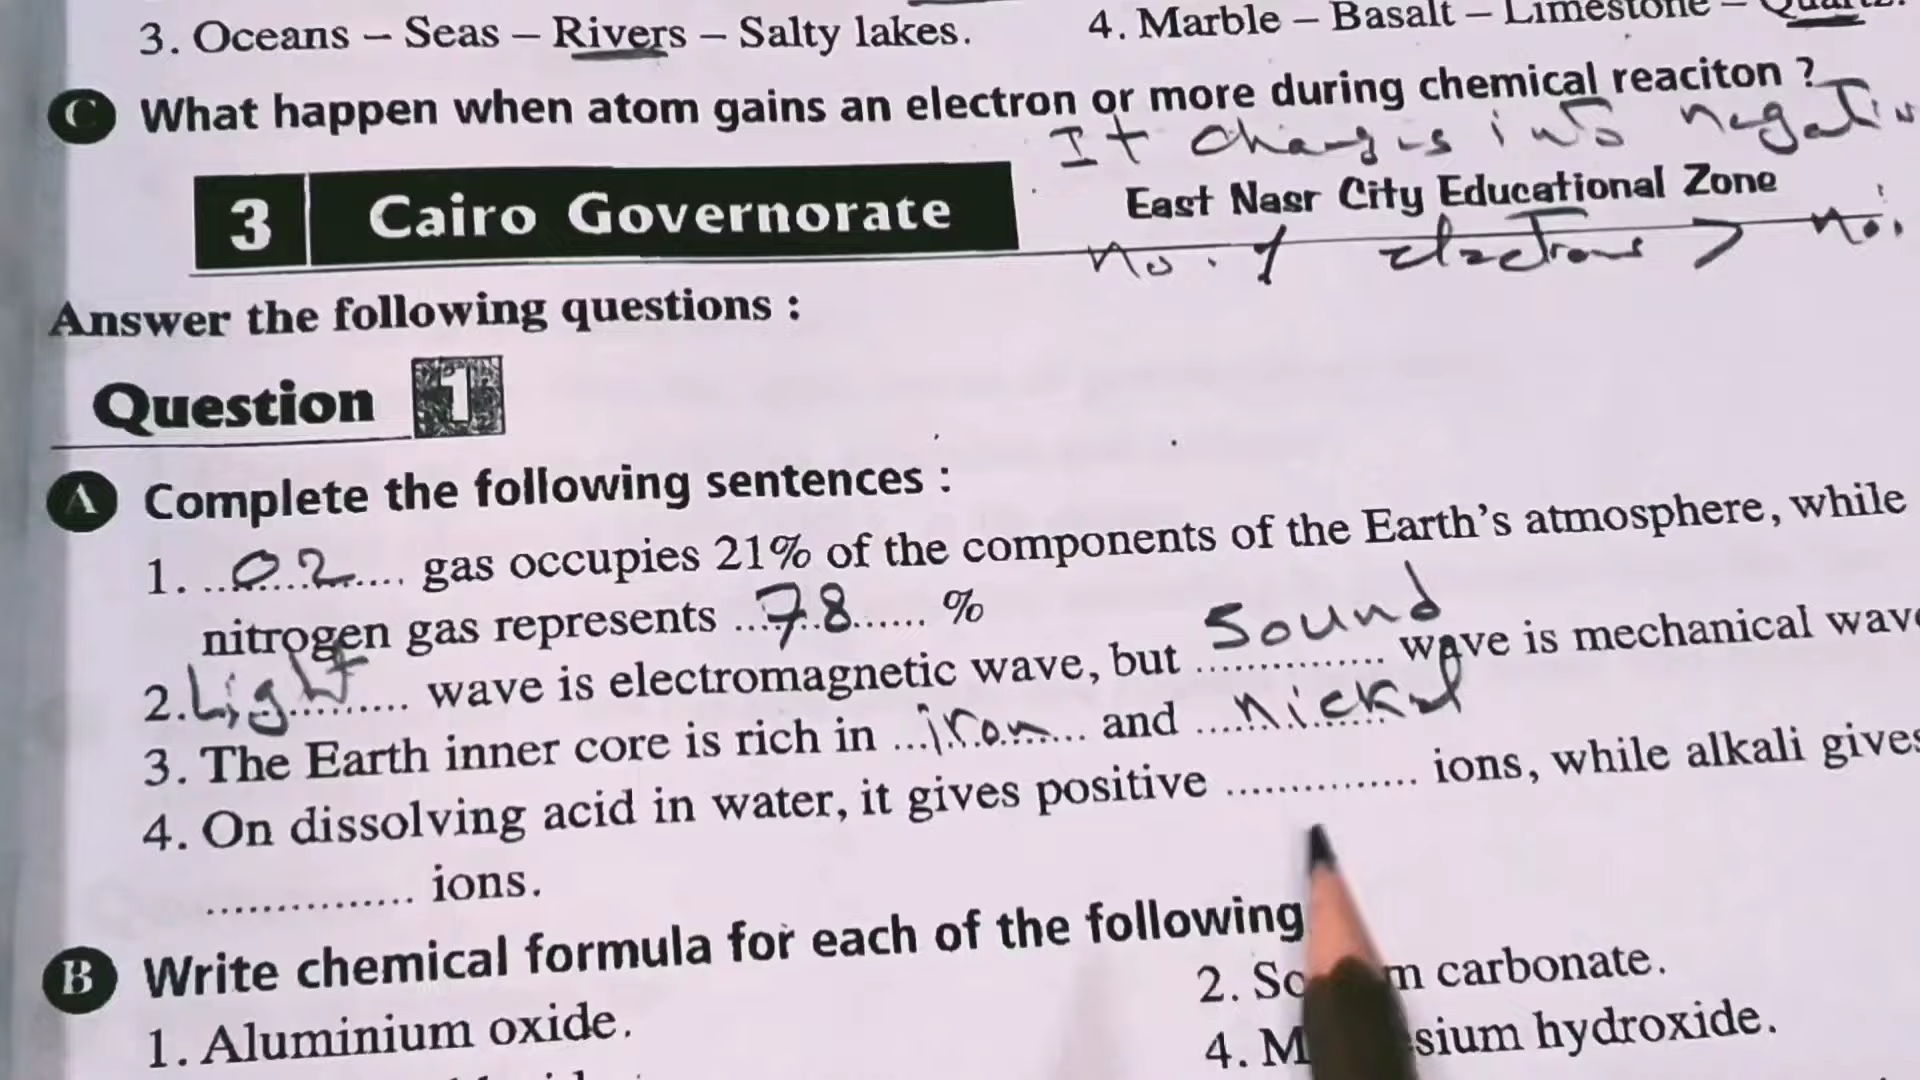 3. Oceans – Seas – Rivers – Salty lakes.
4. Marble – Basalt – Limestone – Quartz.
C What happen when atom gains an electron or more during chemical reaciton ?
It changes into negativ
3 Cairo Governorate
East Nasr City Educational Zone
no. of electrons > no.
Answer the following questions :
Question 1
A Complete the following sentences :
1. ..O2.... gas occupies 21% of the components of the Earth's atmosphere, while
nitrogen gas represents ...78...... %
2. Light......... wave is electromagnetic wave, but sound wave is mechanical wave
3. The Earth inner core is rich in ...iron... and ...nickel
4. On dissolving acid in water, it gives positive ............... ions, while alkali gives
............... ions.
B Write chemical formula for each of the following
1. Aluminium oxide.
2. So m carbonate.
4. M sium hydroxide.